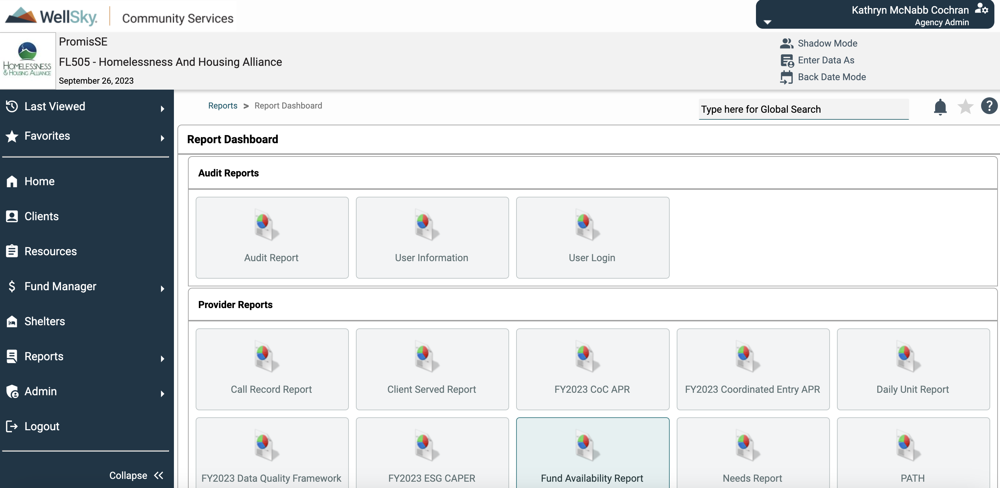 WellSky. Community Services
Kathryn McNabb Cochran
Agency Admin
HOMELESSNESS
& HOUSING ALLIANCE
PromisSE
FL505 - Homelessness And Housing Alliance
September 26, 2023
Shadow Mode
Enter Data As
Back Date Mode
Last Viewed
Favorites
Home
Clients
Resources
$ Fund Manager
Shelters
Reports
Admin
Logout
Collapse
Reports > Report Dashboard
Type here for Global Search
?
Report Dashboard
Audit Reports
Audit Report
User Information
User Login
Provider Reports
Call Record Report
Client Served Report
FY2023 CoC APR
FY2023 Coordinated Entry APR
Daily Unit Report
FY2023 Data Quality Framework
FY2023 ESG CAPER
Fund Availability Report
Needs Report
PATH